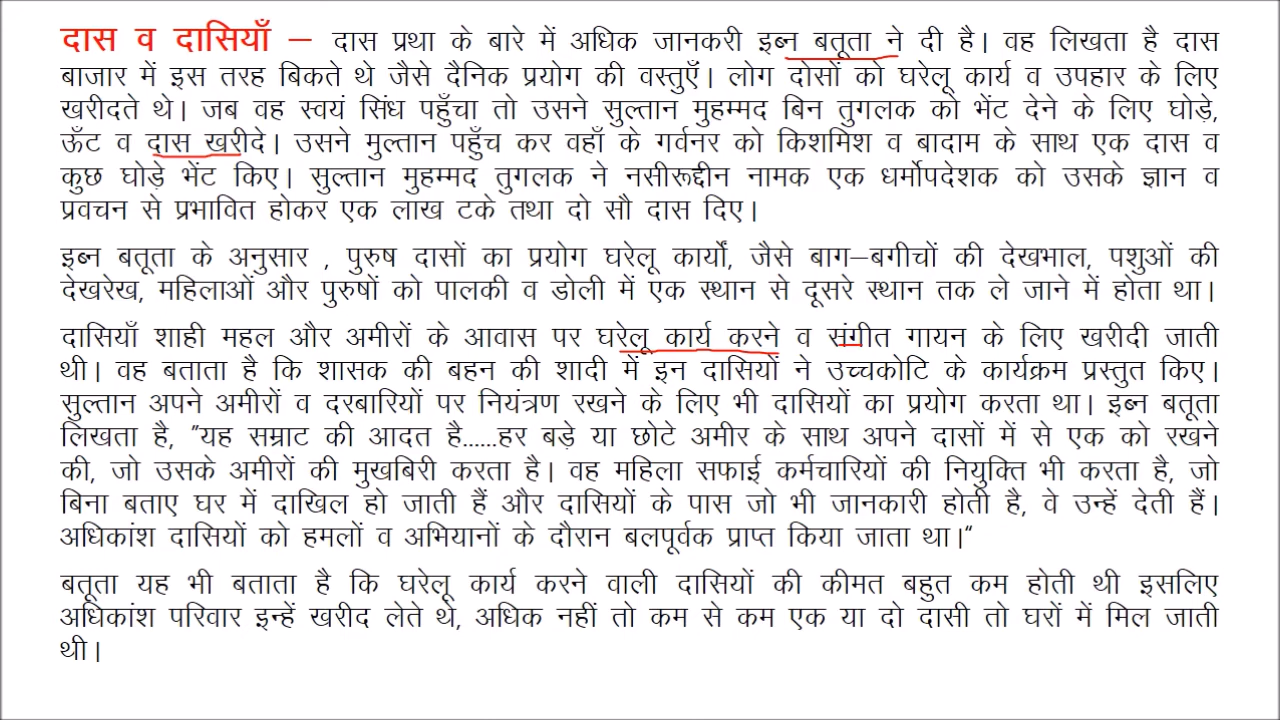 दास व दासियाँ – दास प्रथा के बारे में अधिक जानकरी इब्न बतूता ने दी है। वह लिखता है दास
बाजार में इस तरह बिकते थे जैसे दैनिक प्रयोग की वस्तुएँ। लोग दोसों को घरेलू कार्य व उपहार के लिए
खरीदते थे। जब वह स्वयं सिंध पहुँचा तो उसने सुल्तान मुहम्मद बिन तुगलक को भेंट देने के लिए घोड़े,
ऊँट व दास खरीदे। उसने मुल्तान पहुँच कर वहाँ के गर्वनर को किशमिश व बादाम के साथ एक दास व
कुछ घोड़े भेंट किए। सुल्तान मुहम्मद तुगलक ने नसीरूद्दीन नामक एक धर्मोपदेशक को उसके ज्ञान व
प्रवचन से प्रभावित होकर एक लाख टके तथा दो सौ दास दिए।
इब्न बतूता के अनुसार , पुरुष दासों का प्रयोग घरेलू कार्यों, जैसे बाग–बगीचों की देखभाल, पशुओं की
देखरेख, महिलाओं और पुरुषों को पालकी व डोली में एक स्थान से दूसरे स्थान तक ले जाने में होता था।
दासियाँ शाही महल और अमीरों के आवास पर घरेलू कार्य करने व संगीत गायन के लिए खरीदी जाती
थी। वह बताता है कि शासक की बहन की शादी में इन दासियों ने उच्चकोटि के कार्यक्रम प्रस्तुत किए।
सुल्तान अपने अमीरों व दरबारियों पर नियंत्रण रखने के लिए भी दासियों का प्रयोग करता था। इब्न बतूता
लिखता है, "यह सम्राट की आदत है......हर बड़े या छोटे अमीर के साथ अपने दासों में से एक को रखने
की, जो उसके अमीरों की मुखबिरी करता है। वह महिला सफाई कर्मचारियों की नियुक्ति भी करता है, जो
बिना बताए घर में दाखिल हो जाती हैं और दासियों के पास जो भी जानकारी होती है, वे उन्हें देती हैं।
अधिकांश दासियों को हमलों व अभियानों के दौरान बलपूर्वक प्राप्त किया जाता था।"
बतूता यह भी बताता है कि घरेलू कार्य करने वाली दासियों की कीमत बहुत कम होती थी इसलिए
अधिकांश परिवार इन्हें खरीद लेते थे, अधिक नहीं तो कम से कम एक या दो दासी तो घरों में मिल जाती
थी।